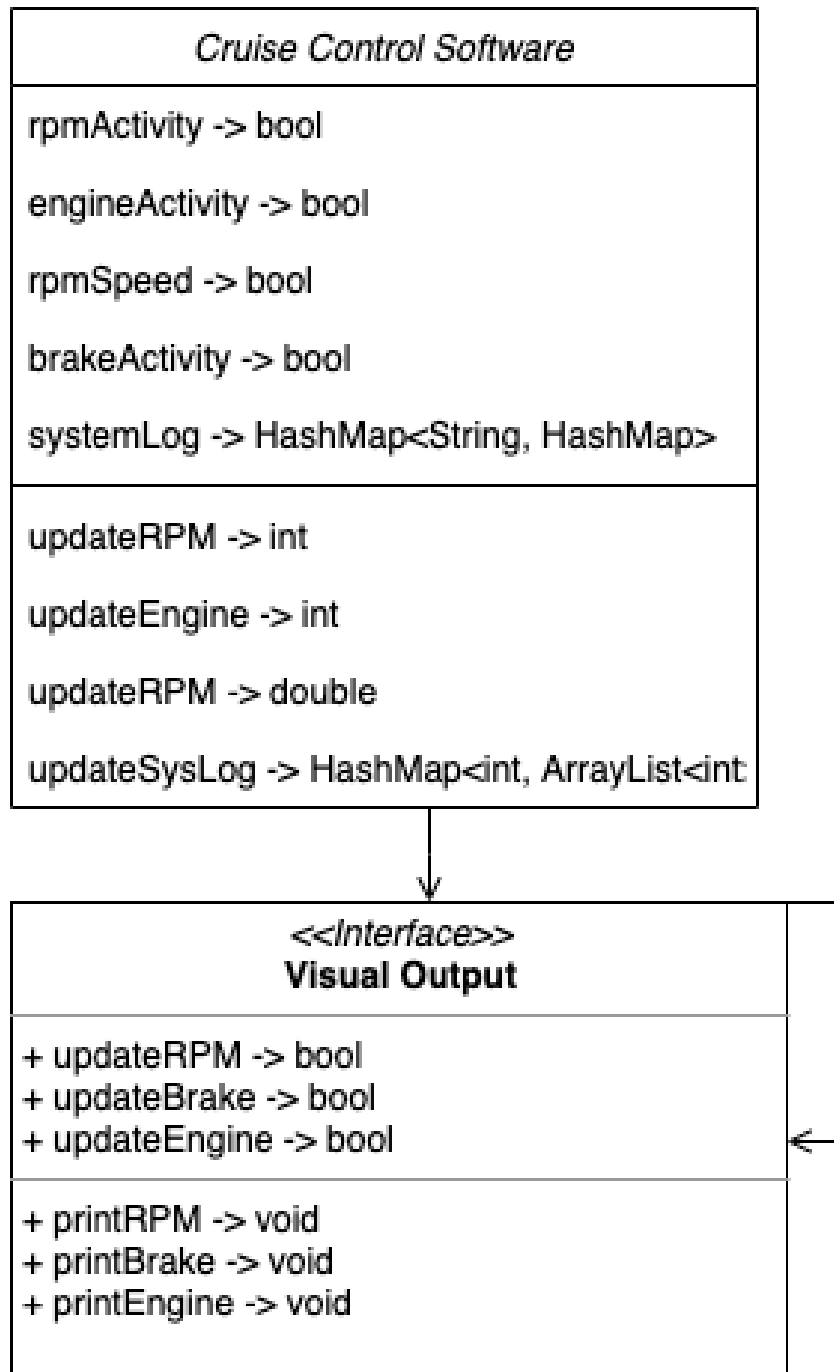 Cruise Control Software
rpmActivity -> bool
engineActivity -> bool
rpmSpeed -> bool
brakeActivity -> bool
systemLog -> HashMap<String, HashMap>
updateRPM -> int
updateEngine -> int
updateRPM -> double
updateSysLog -> HashMap<int, ArrayList<int
<<Interface>>
Visual Output
+ updateRPM -> bool
+ updateBrake -> bool
+ updateEngine -> bool
+ printRPM -> void
+ printBrake -> void
+ printEngine -> void